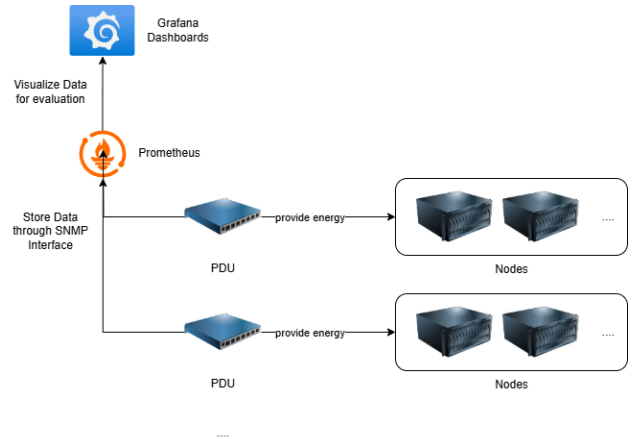 Grafana
Dashboards
Visualize Data
for evaluation
Prometheus
Store Data
through SNMP
Interface
provide energy
....
PDU
Nodes
provide energy
....
PDU
Nodes
....